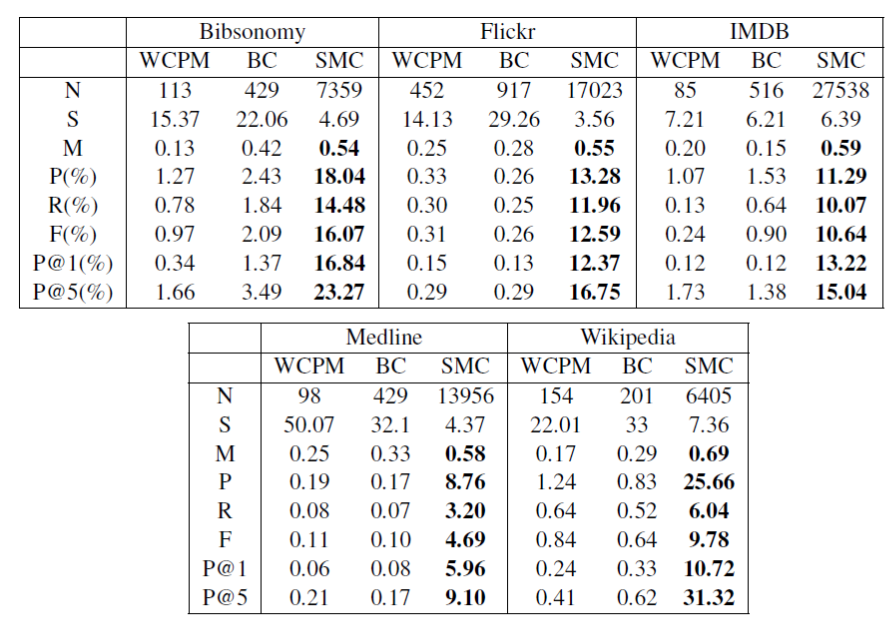 Bibsonomy Flickr IMDB
WCPM BC SMC WCPM BC SMC WCPM BC SMC
N 113 429 7359 452 917 17023 85 516 27538
S 15.37 22.06 4.69 14.13 29.26 3.56 7.21 6.21 6.39
M 0.13 0.42 0.54 0.25 0.28 0.55 0.20 0.15 0.59
P(%) 1.27 2.43 18.04 0.33 0.26 13.28 1.07 1.53 11.29
R(%) 0.78 1.84 14.48 0.30 0.25 11.96 0.13 0.64 10.07
F(%) 0.97 2.09 16.07 0.31 0.26 12.59 0.24 0.90 10.64
P@1(%) 0.34 1.37 16.84 0.15 0.13 12.37 0.12 0.12 13.22
P@5(%) 1.66 3.49 23.27 0.29 0.29 16.75 1.73 1.38 15.04
Medline Wikipedia
WCPM BC SMC WCPM BC SMC
N 98 429 13956 154 201 6405
S 50.07 32.1 4.37 22.01 33 7.36
M 0.25 0.33 0.58 0.17 0.29 0.69
P 0.19 0.17 8.76 1.24 0.83 25.66
R 0.08 0.07 3.20 0.64 0.52 6.04
F 0.11 0.10 4.69 0.84 0.64 9.78
P@1 0.06 0.08 5.96 0.24 0.33 10.72
P@5 0.21 0.17 9.10 0.41 0.62 31.32